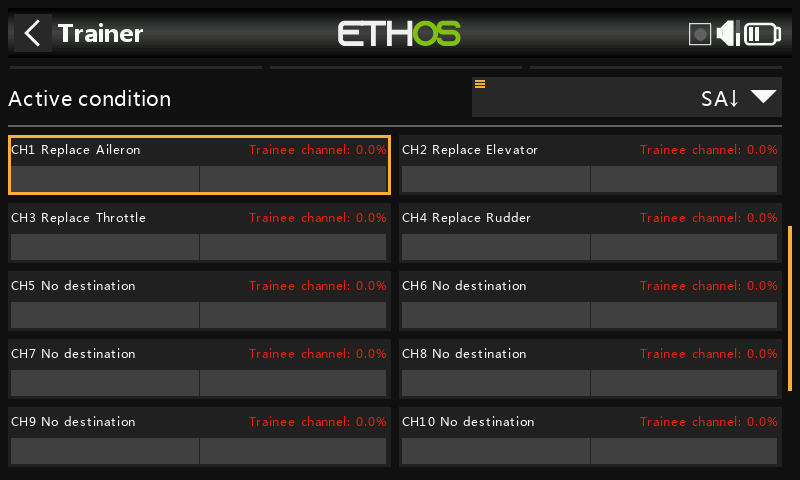 Trainer
ETHOS
Active condition
SA↓
CH1 Replace Aileron Trainee channel: 0.0%
CH2 Replace Elevator Trainee channel: 0.0%
CH3 Replace Throttle Trainee channel: 0.0%
CH4 Replace Rudder Trainee channel: 0.0%
CH5 No destination Trainee channel: 0.0%
CH6 No destination Trainee channel: 0.0%
CH7 No destination Trainee channel: 0.0%
CH8 No destination Trainee channel: 0.0%
CH9 No destination Trainee channel: 0.0%
CH10 No destination Trainee channel: 0.0%